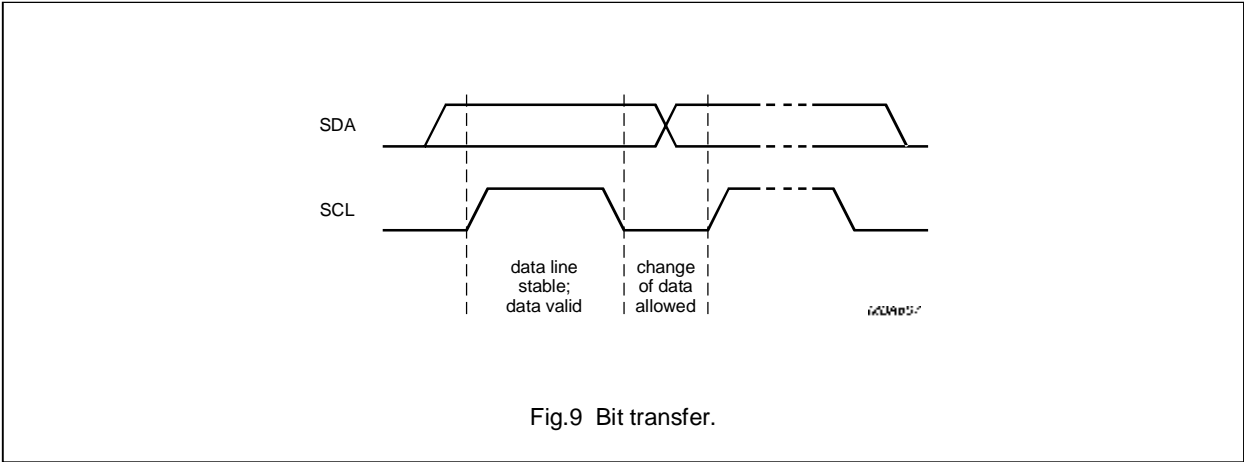 SDA
SCL
data line
stable;
data valid
change
of data
allowed
Fig.9 Bit transfer.